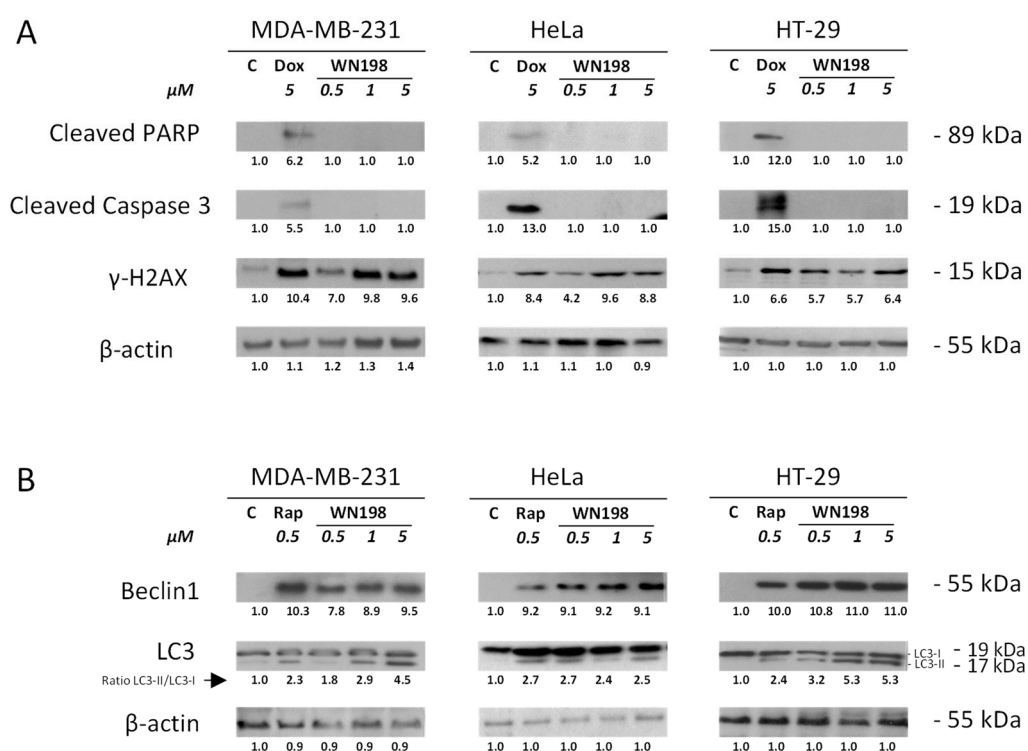 A
MDA-MB-231 HeLa HT-29
C Dox WN198 C Dox WN198 C Dox WN198
μM 5 0.5 1 5 5 0.5 1 5 5 0.5 1 5
Cleaved PARP - 89 kDa
1.0 6.2 1.0 1.0 1.0 1.0 5.2 1.0 1.0 1.0 1.0 12.0 1.0 1.0 1.0
Cleaved Caspase 3 - 19 kDa
1.0 5.5 1.0 1.0 1.0 1.0 13.0 1.0 1.0 1.0 1.0 15.0 1.0 1.0 1.0
γ-H2AX - 15 kDa
1.0 10.4 7.0 9.8 9.6 1.0 8.4 4.2 9.6 8.8 1.0 6.6 5.7 5.7 6.4
β-actin - 55 kDa
1.0 1.1 1.2 1.3 1.4 1.0 1.1 1.1 1.0 0.9 1.0 1.0 1.0 1.0 1.0
B
MDA-MB-231 HeLa HT-29
C Rap WN198 C Rap WN198 C Rap WN198
μM 0.5 0.5 1 5 0.5 0.5 1 5 0.5 0.5 1 5
Beclin1 - 55 kDa
1.0 10.3 7.8 8.9 9.5 1.0 9.2 9.1 9.2 9.1 1.0 10.0 10.8 11.0 11.0
LC3 - LC3-I - 19 kDa
- LC3-II - 17 kDa
Ratio LC3-II/LC3-I 1.0 2.3 1.8 2.9 4.5 1.0 2.7 2.7 2.4 2.5 1.0 2.4 3.2 5.3 5.3
β-actin - 55 kDa
1.0 0.9 0.9 0.9 0.9 1.0 1.0 1.0 1.0 1.0 1.0 1.0 1.0 1.0 1.0